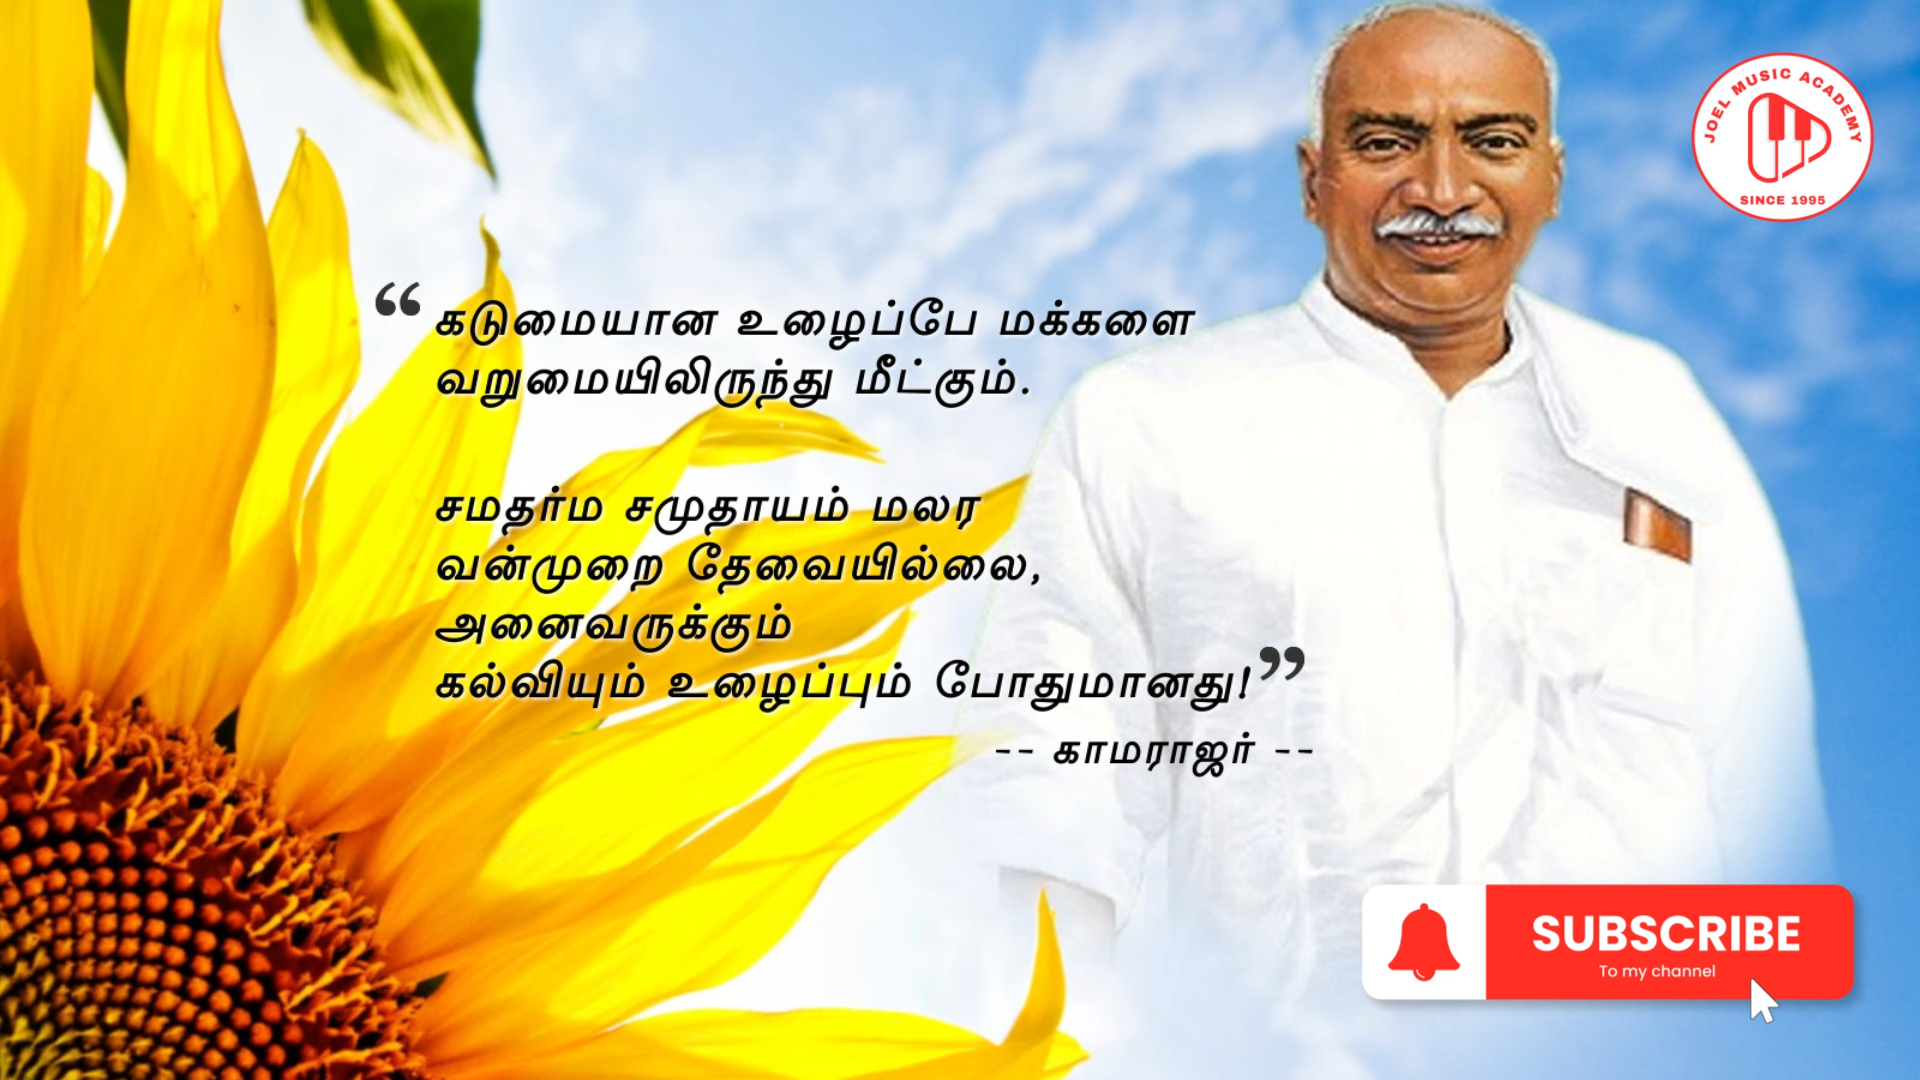 JOEL MUSIC ACADEMY
SINCE 1995
“ கடுமையான உழைப்பே மக்களை
வறுமையிலிருந்து மீட்கும்.
சமதர்ம சமுதாயம் மலர
வன்முறை தேவையில்லை,
அனைவருக்கும்
கல்வியும் உழைப்பும் போதுமானது! ”
-- காமராஜர் --
SUBSCRIBE
To my channel